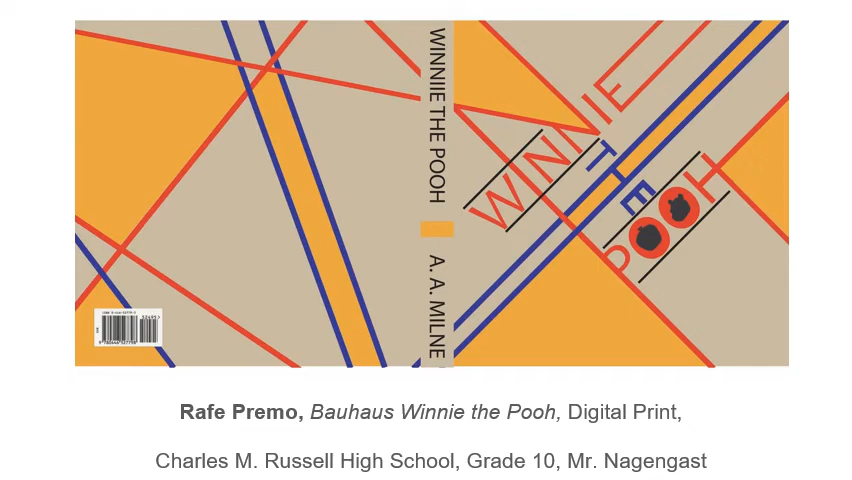 WINNIIE THE POOH
A. A. MILNE
WINNIE
THE
POOH
Rafe Premo, Bauhaus Winnie the Pooh, Digital Print,
Charles M. Russell High School, Grade 10, Mr. Nagengast